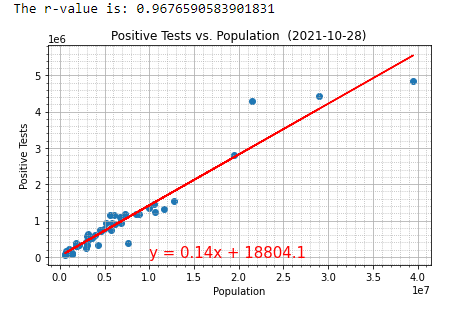 The r-value is: 0.9676590583901831
Positive Tests vs. Population (2021-10-28)
1e6
5
4
3
2
1
0
Positive Tests
y = 0.14x + 18804.1
0.0 0.5 1.0 1.5 2.0 2.5 3.0 3.5 4.0
Population
1e7